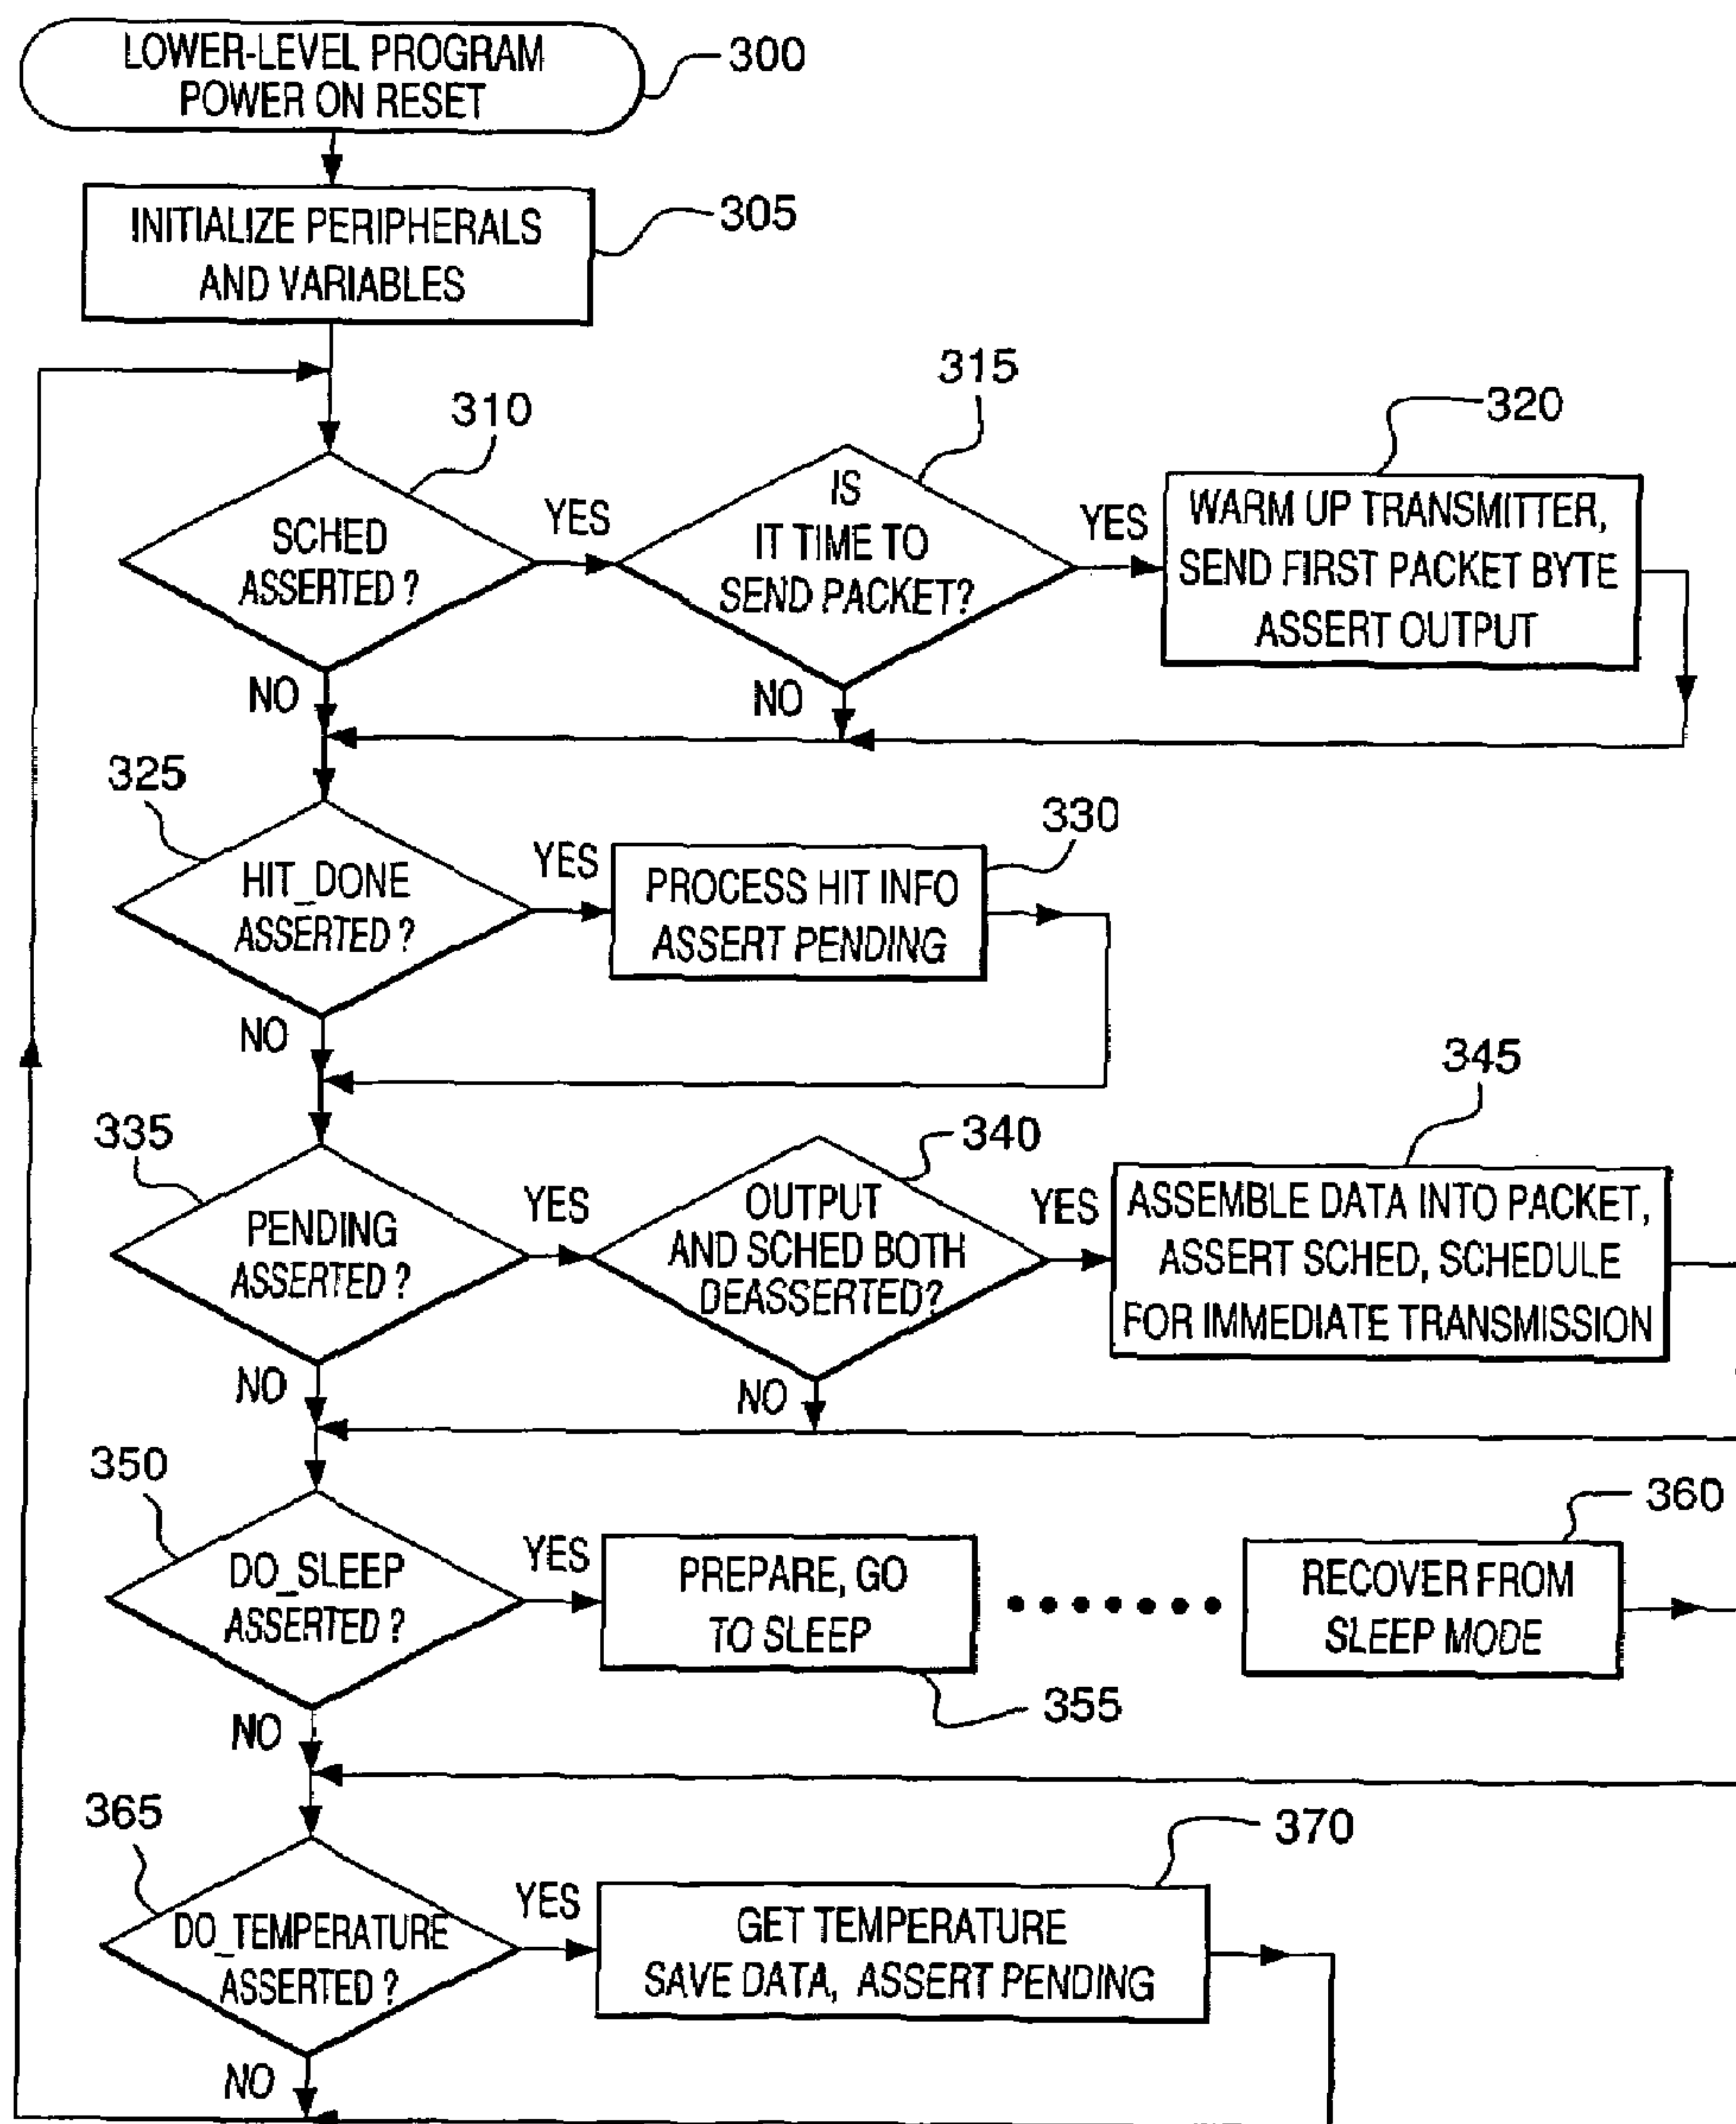 LOWER-LEVEL PROGRAM
POWER ON RESET
300
INITIALIZE PERIPHERALS
AND VARIABLES
305
310
SCHED
ASSERTED ?
YES
NO
315
IS
IT TIME TO
SEND PACKET?
YES
NO
320
WARM UP TRANSMITTER,
SEND FIRST PACKET BYTE
ASSERT OUTPUT
325
HIT_DONE
ASSERTED ?
YES
NO
330
PROCESS HIT INFO
ASSERT PENDING
335
PENDING
ASSERTED ?
YES
NO
340
OUTPUT
AND SCHED BOTH
DEASSERTED?
YES
NO
345
ASSEMBLE DATA INTO PACKET,
ASSERT SCHED, SCHEDULE
FOR IMMEDIATE TRANSMISSION
350
DO_SLEEP
ASSERTED ?
YES
NO
PREPARE, GO
TO SLEEP
355
360
RECOVER FROM
SLEEP MODE
365
DO_TEMPERATURE
ASSERTED ?
YES
NO
370
GET TEMPERATURE
SAVE DATA, ASSERT PENDING